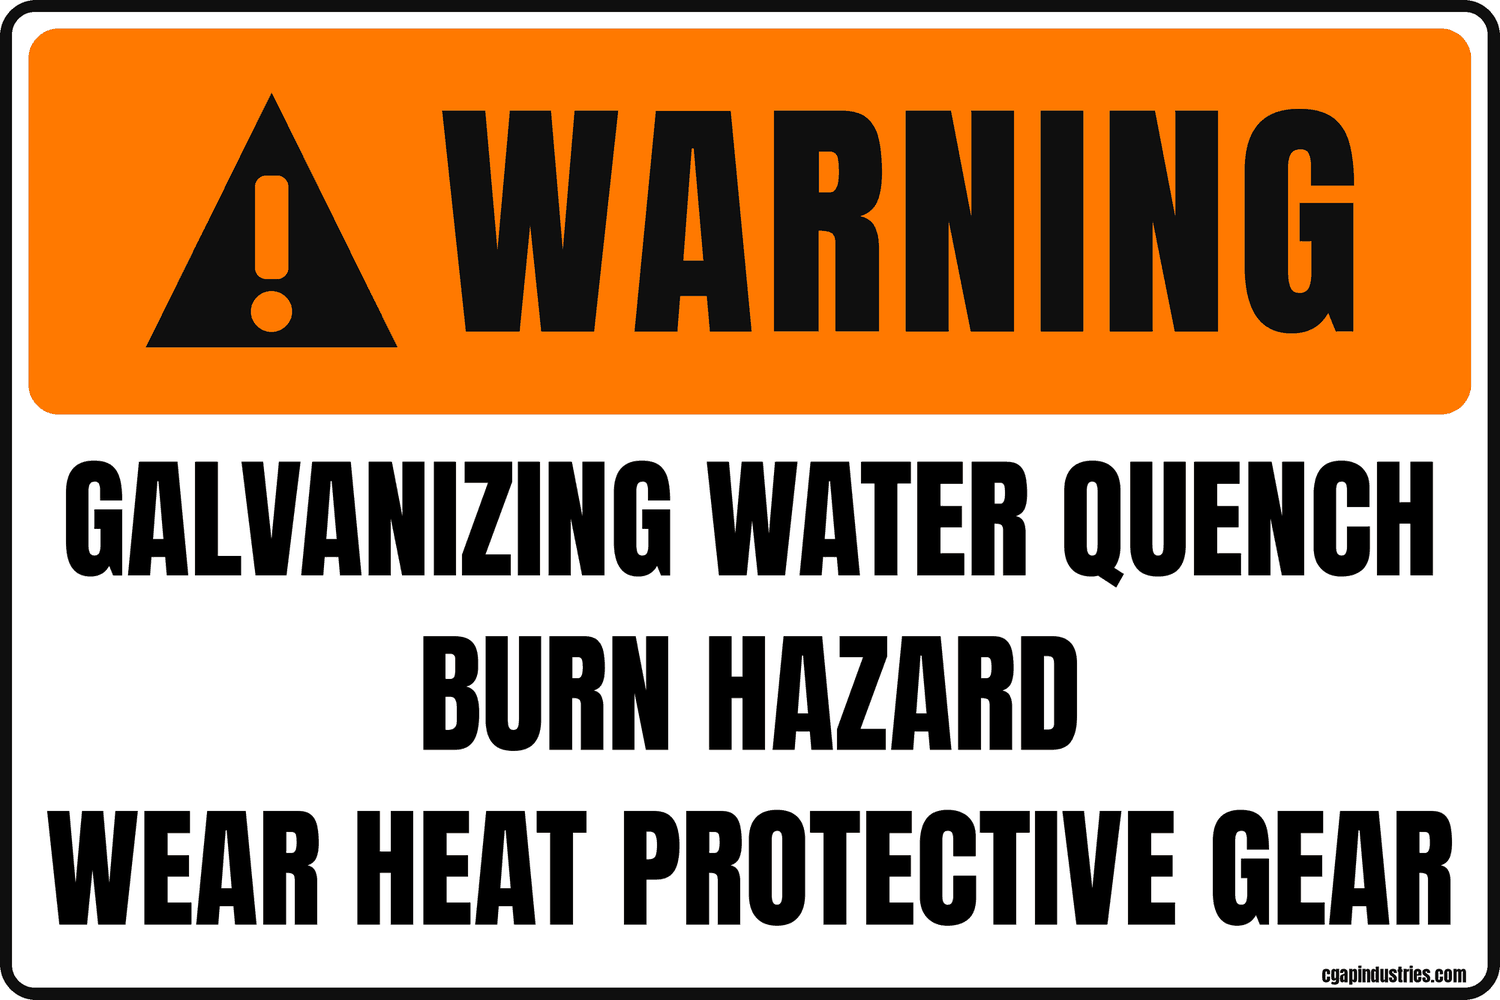 WARNING
GALVANIZING WATER QUENCH
BURN HAZARD
WEAR HEAT PROTECTIVE GEAR
cgapindustries.com